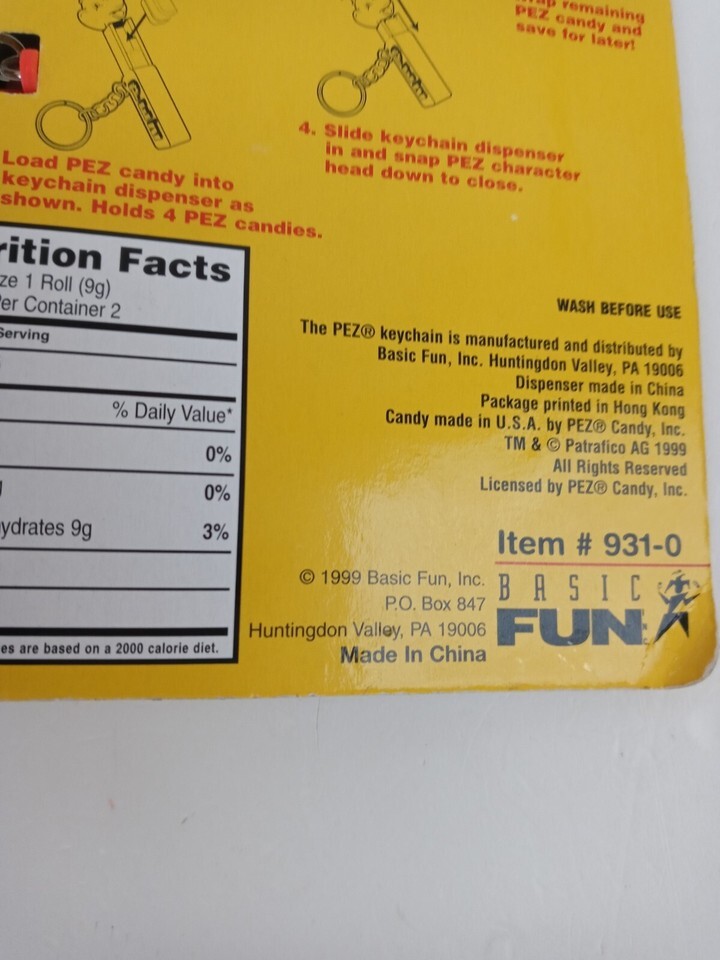 remaining
PEZ candy and
save for later!
4. Slide keychain dispenser
in and snap PEZ character
head down to close.
Load PEZ candy into
keychain dispenser as
shown. Holds 4 PEZ candies.
rition Facts
ze 1 Roll (9g)
er Container 2
Serving
% Daily Value*
0%
0%
ydrates 9g 3%
es are based on a 2000 calorie diet.
WASH BEFORE USE
The PEZ® keychain is manufactured and distributed by
Basic Fun, Inc. Huntingdon Valley, PA 19006
Dispenser made in China
Package printed in Hong Kong
Candy made in U.S.A. by PEZ® Candy, Inc.
TM & © Patrafico AG 1999
All Rights Reserved
Licensed by PEZ® Candy, Inc.
Item # 931-0
© 1999 Basic Fun, Inc.
P.O. Box 847
Huntingdon Valley, PA 19006
Made In China
BASIC
FUN